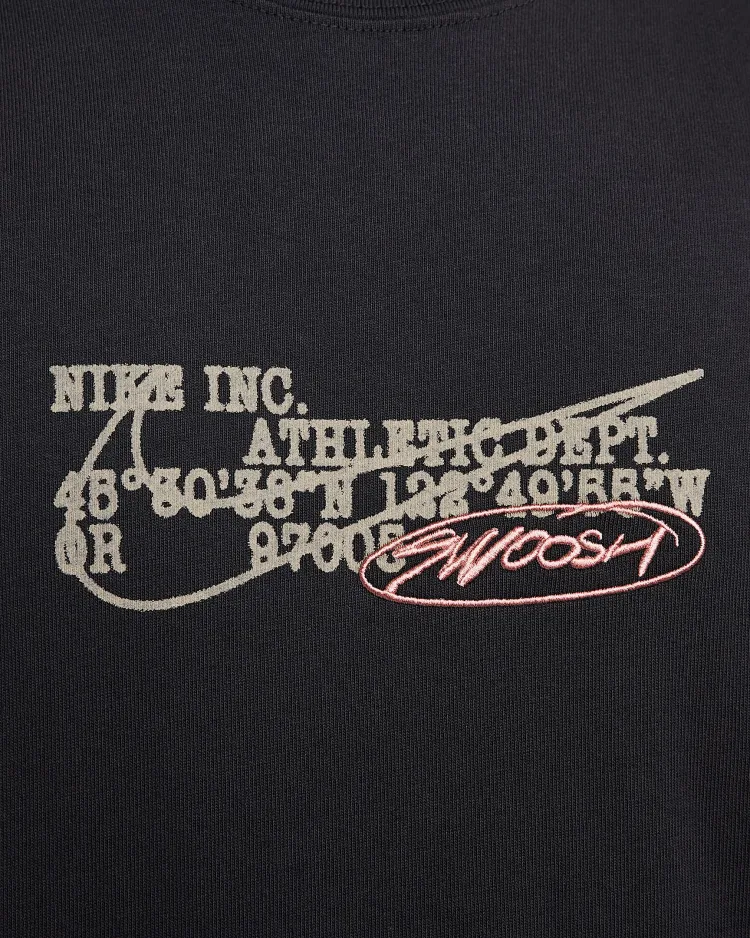 NIKE INC.
ATHLETIC DEPT.
45°30'38"N 122°49'55"W
OR 97005
SWOOSH